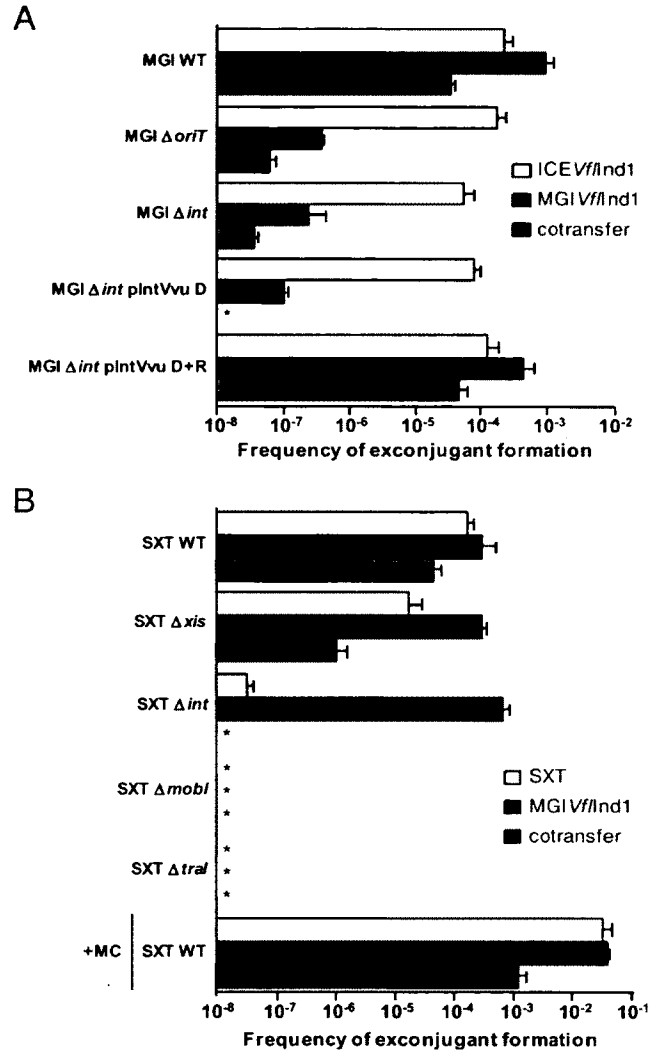 A
MGI WT
MGI ΔoriT
MGI Δint
MGI Δint pIntVvu D
*
MGI Δint pIntVvu D+R
ICEVflInd1
MGIVflInd1
cotransfer
10-8 10-7 10-6 10-5 10-4 10-3 10-2
Frequency of exconjugant formation
B
SXT WT
SXT Δxis
SXT Δint
*
*
SXT ΔmobI *
*
*
SXT ΔtraI *
*
+MC SXT WT
SXT
MGIVflInd1
cotransfer
10-8 10-7 10-6 10-5 10-4 10-3 10-2 10-1
Frequency of exconjugant formation